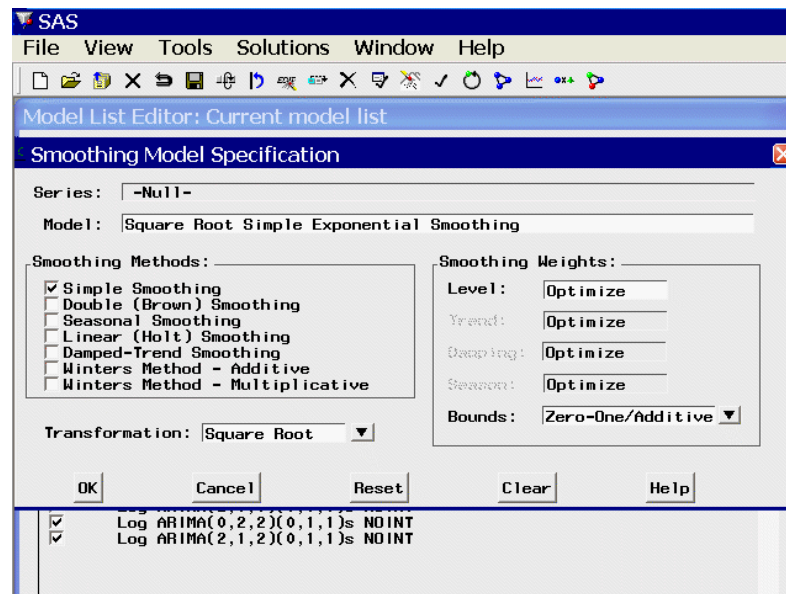 SAS
File View Tools Solutions Window Help
Model List Editor: Current model list
Smoothing Model Specification
Series: -Null-
Model: Square Root Simple Exponential Smoothing
Smoothing Methods:
Simple Smoothing
Double (Brown) Smoothing
Seasonal Smoothing
Linear (Holt) Smoothing
Damped-Trend Smoothing
Winters Method - Additive
Winters Method - Multiplicative
Transformation: Square Root
Smoothing Weights:
Level: Optimize
Trend: Optimize
Damping: Optimize
Season: Optimize
Bounds: Zero-One/Additive
OK Cancel Reset Clear Help
Log ARIMA(0,2,2)(0,1,1)s NOINT
Log ARIMA(2,1,2)(0,1,1)s NOINT